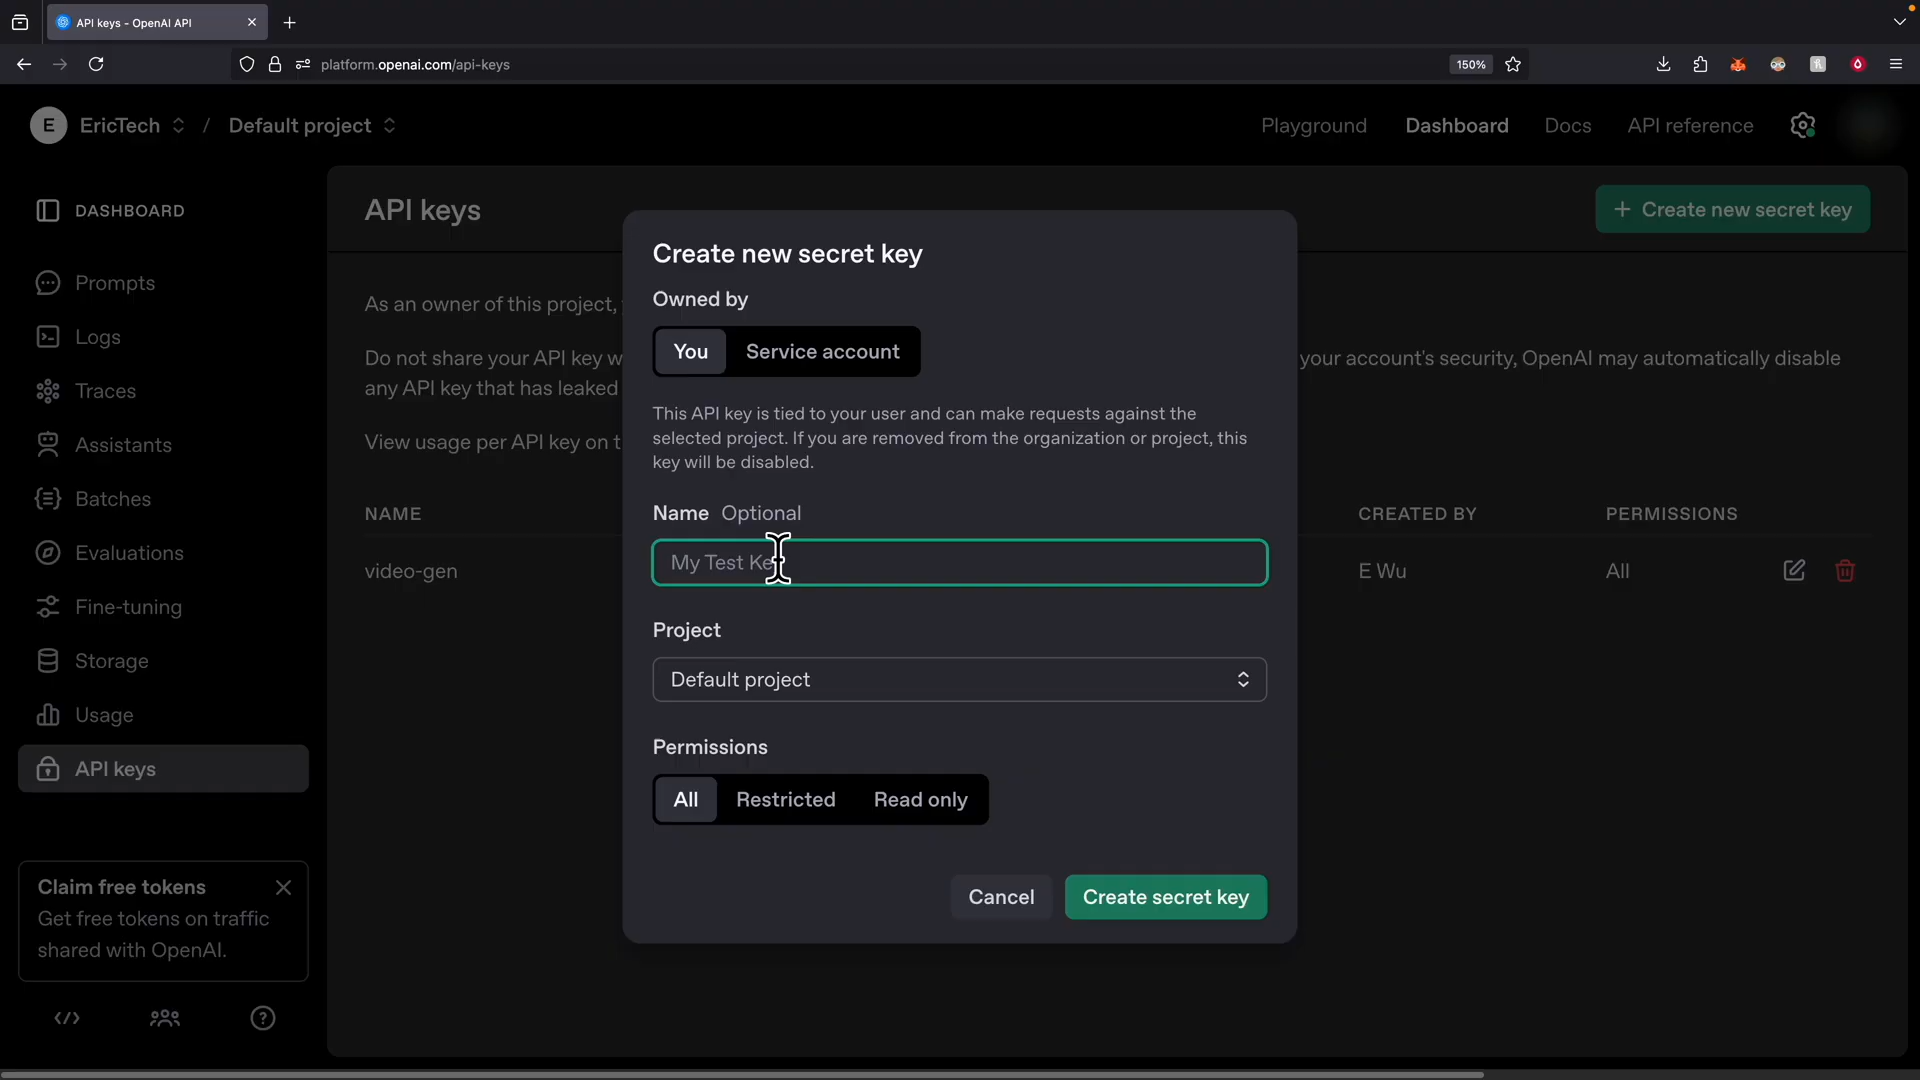 API keys - OpenAI API
platform.openai.com/api-keys
150%
E EricTech / Default project
Playground
Dashboard
Docs
API reference
DASHBOARD
Prompts
Logs
Traces
Assistants
Batches
Evaluations
Fine-tuning
Storage
Usage
API keys
Claim free tokens
Get free tokens on traffic
shared with OpenAI.
API keys
+ Create new secret key
As an owner of this project,
Do not share your API key w
your account's security, OpenAI may automatically disable
any API key that has leaked
View usage per API key on t
NAME
CREATED BY
PERMISSIONS
video-gen
E Wu
All
Create new secret key
Owned by
You
Service account
This API key is tied to your user and can make requests against the
selected project. If you are removed from the organization or project, this
key will be disabled.
Name Optional
My Test Ke
Project
Default project
Permissions
All
Restricted
Read only
Cancel
Create secret key